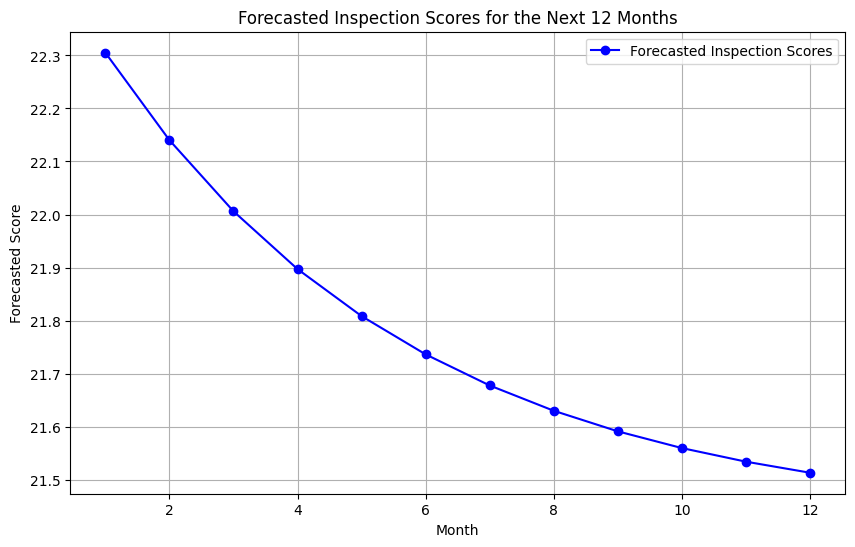 Forecasted Inspection Scores for the Next 12 Months
Forecasted Inspection Scores
22.3
22.2
22.1
22.0
21.9
21.8
21.7
21.6
21.5
Forecasted Score
2 4 6 8 10 12
Month